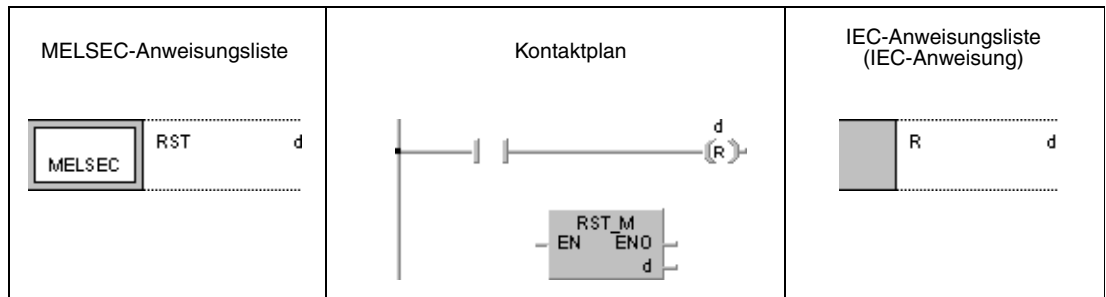 MELSEC-Anweisungsliste
MELSEC
RST d
Kontaktplan
d
R
RST_M
EN ENO
d
IEC-Anweisungsliste
(IEC-Anweisung)
R d